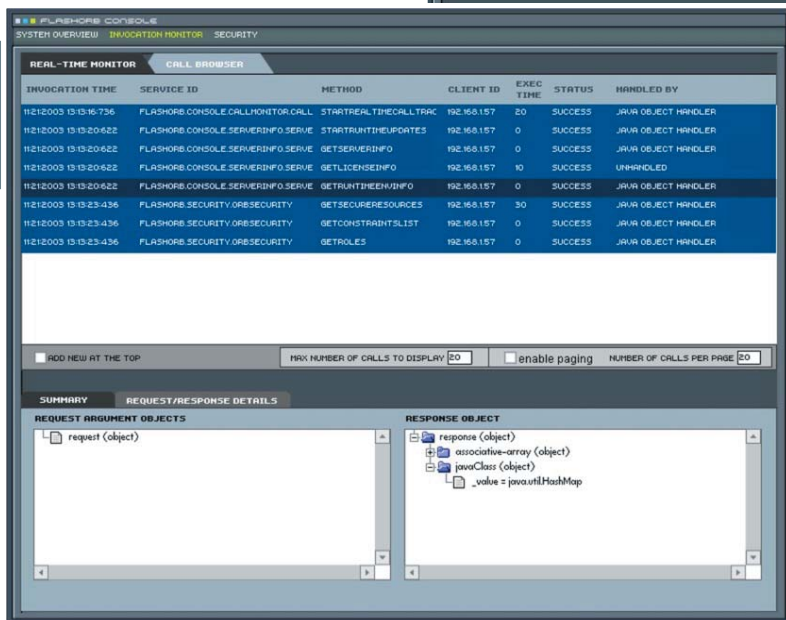 FLASHORB CONSOLE
SYSTEM OVERVIEW INVOCATION MONITOR SECURITY
REAL-TIME MONITOR CALL BROWSER
INVOCATION TIME SERVICE ID METHOD CLIENT ID EXEC TIME STATUS HANDLED BY
11:21:2003 13:13:16:736 FLASHORB.CONSOLE.CALLMONITOR.CALL STARTREALTIMECALLTRAC 192.168.1.57 20 SUCCESS JAVA OBJECT HANDLER
11:21:2003 13:13:20:622 FLASHORB.CONSOLE.SERVERINFO.SERVE STARTRUNTIMEUPDATES 192.168.1.57 0 SUCCESS JAVA OBJECT HANDLER
11:21:2003 13:13:20:622 FLASHORB.CONSOLE.SERVERINFO.SERVE GETSERVERINFO 192.168.1.57 0 SUCCESS JAVA OBJECT HANDLER
11:21:2003 13:13:20:622 FLASHORB.CONSOLE.SERVERINFO.SERVE GETLICENSEINFO 192.168.1.57 10 SUCCESS UNHANDLED
11:21:2003 13:13:20:622 FLASHORB.CONSOLE.SERVERINFO.SERVE GETRUNTIMEENVINFO 192.168.1.57 0 SUCCESS JAVA OBJECT HANDLER
11:21:2003 13:13:23:436 FLASHORB.SECURITY.ORBSECURITY GETSECURERESOURCES 192.168.1.57 30 SUCCESS JAVA OBJECT HANDLER
11:21:2003 13:13:23:436 FLASHORB.SECURITY.ORBSECURITY GETCONSTRAINTSLIST 192.168.1.57 0 SUCCESS JAVA OBJECT HANDLER
11:21:2003 13:13:23:436 FLASHORB.SECURITY.ORBSECURITY GETROLES 192.168.1.57 0 SUCCESS JAVA OBJECT HANDLER
ADD NEW AT THE TOP MAX NUMBER OF CALLS TO DISPLAY 20 enable paging NUMBER OF CALLS PER PAGE 20
SUMMARY REQUEST/RESPONSE DETAILS
REQUEST ARGUMENT OBJECTS
request (object)
RESPONSE OBJECT
response (object)
associative-array (object)
javaClass (object)
_value = java.util.HashMap